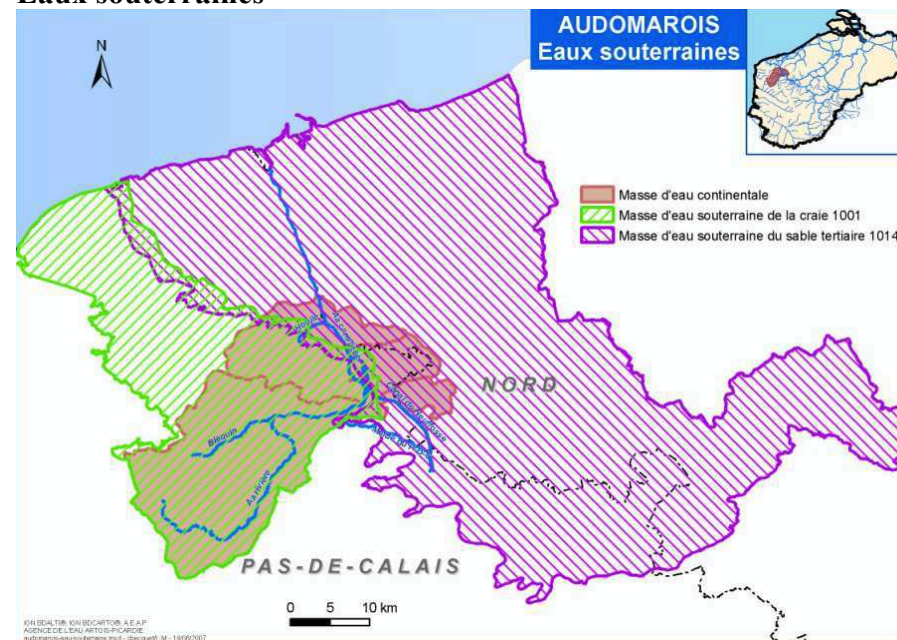 Eaux souterraines
AUDOMAROIS
Eaux souterraines
N
Masse d'eau continentale
Masse d'eau souterraine de la craie 1001
Masse d'eau souterraine du sable tertiaire 1014
NORD
Bléquin
Aa rivière
PAS-DE-CALAIS
0 5 10 km
IGN BDALTI®, IGN BDCARTO®, A.E.A.P
AGENCE DE L'EAU ARTOIS-PICARDIE